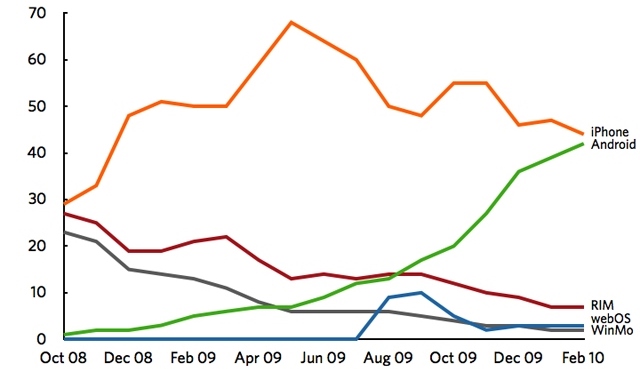 70
60
50
40
30
20
10
0
iPhone
Android
RIM
webOS
WinMo
Oct 08 Dec 08 Feb 09 Apr 09 Jun 09 Aug 09 Oct 09 Dec 09 Feb 10